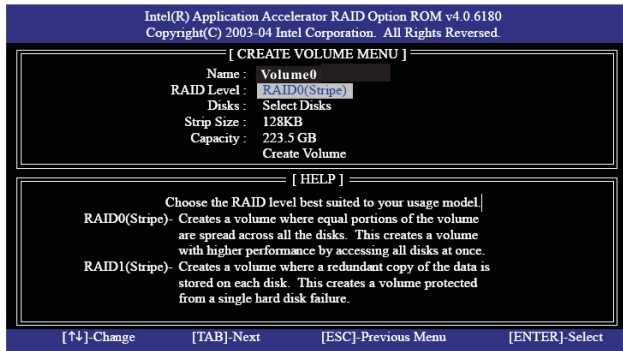 Intel(R) Application Accelerator RAID Option ROM v4.0.6180
Copyright(C) 2003-04 Intel Corporation. All Rights Reserved.
[ CREATE VOLUME MENU ]
Name : Volume0
RAID Level : RAID0(Stripe)
Disks : Select Disks
Strip Size : 128KB
Capacity : 223.5 GB
Create Volume
[ HELP ]
Choose the RAID level best suited to your usage model.
RAID0(Stripe)- Creates a volume where equal portions of the volume
are spread across all the disks. This creates a volume
with higher performance by accessing all disks at once.
RAID1(Stripe)- Creates a volume where a redundant copy of the data is
stored on each disk. This creates a volume protected
from a single hard disk failure.
[↑↓]-Change [TAB]-Next [ESC]-Previous Menu [ENTER]-Select